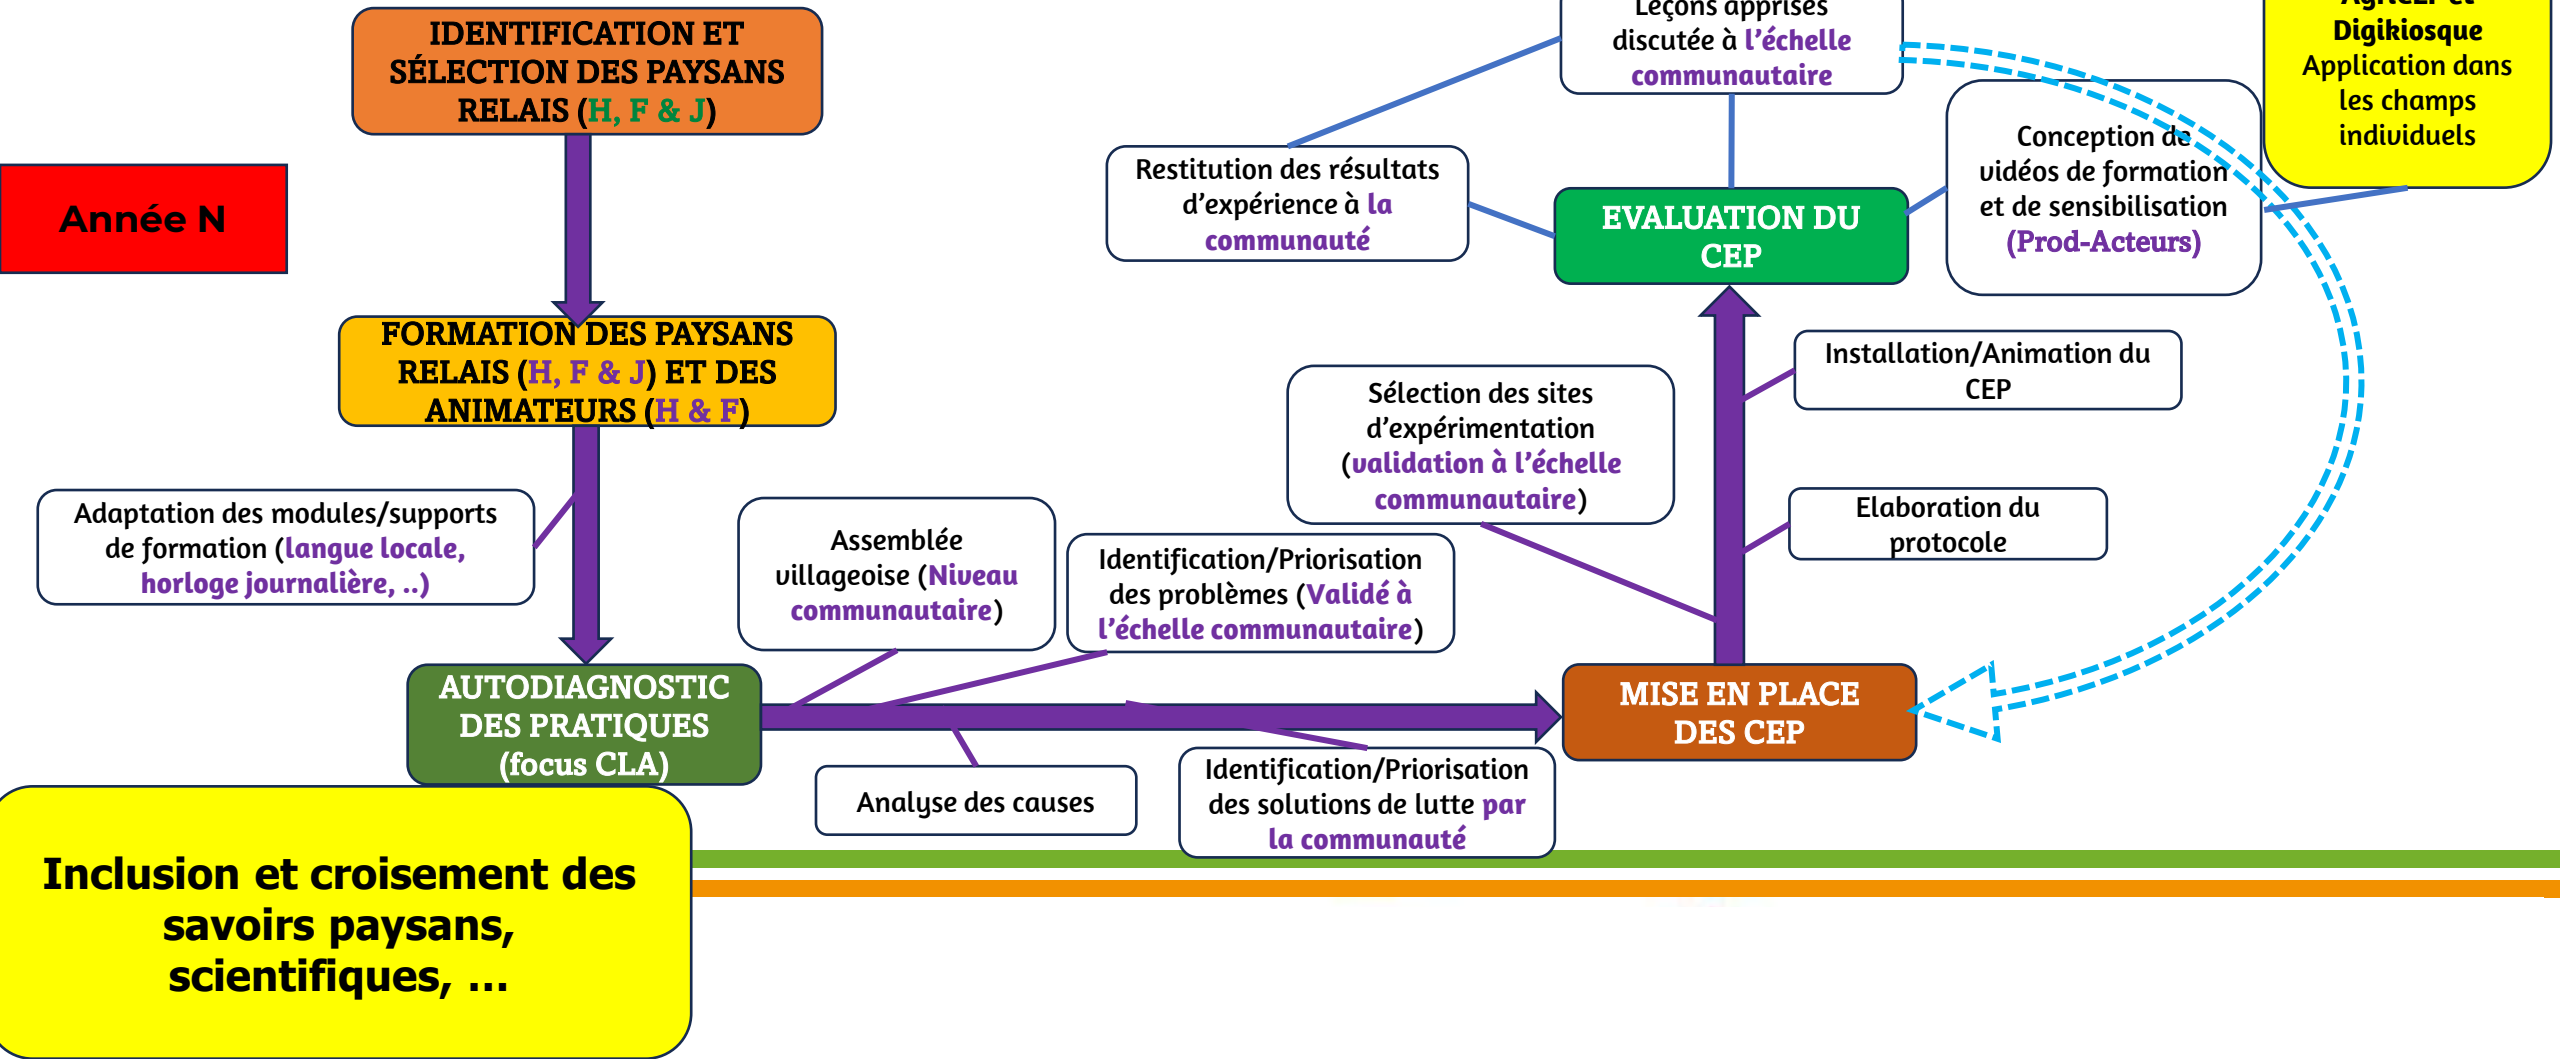 IDENTIFICATION ET
SÉLECTION DES PAYSANS
RELAIS (H, F & J)
Année N
FORMATION DES PAYSANS
RELAIS (H, F & J) ET DES
ANIMATEURS (H & F)
Adaptation des modules/supports
de formation (langue locale,
horloge journalière, ..)
AUTODIAGNOSTIC
DES PRATIQUES
(focus CLA)
Inclusion et croisement des
savoirs paysans,
scientifiques, ...
Assemblée
villageoise (Niveau
communautaire)
Identification/Priorisation
des problèmes (Validé à
l’échelle communautaire)
Analyse des causes
Identification/Priorisation
des solutions de lutte par
la communauté
MISE EN PLACE
DES CEP
Sélection des sites
d’expérimentation
(validation à l’échelle
communautaire)
Elaboration du
protocole
Installation/Animation du
CEP
EVALUATION DU
CEP
Restitution des résultats
d’expérience à la
communauté
Leçons apprises
discutée à l’échelle
communautaire
Conception de
vidéos de formation
et de sensibilisation
(Prod-Acteurs)
AgriCEP et
Digikiosque
Application dans
les champs
individuels